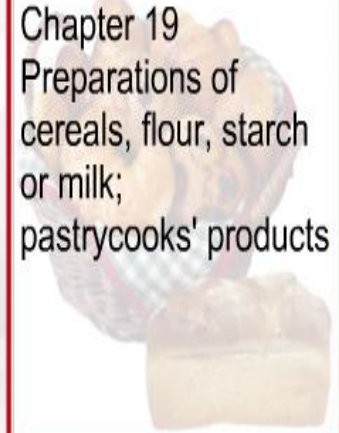 Chapter 19
Preparations of
cereals, flour, starch
or milk;
pastrycooks' products